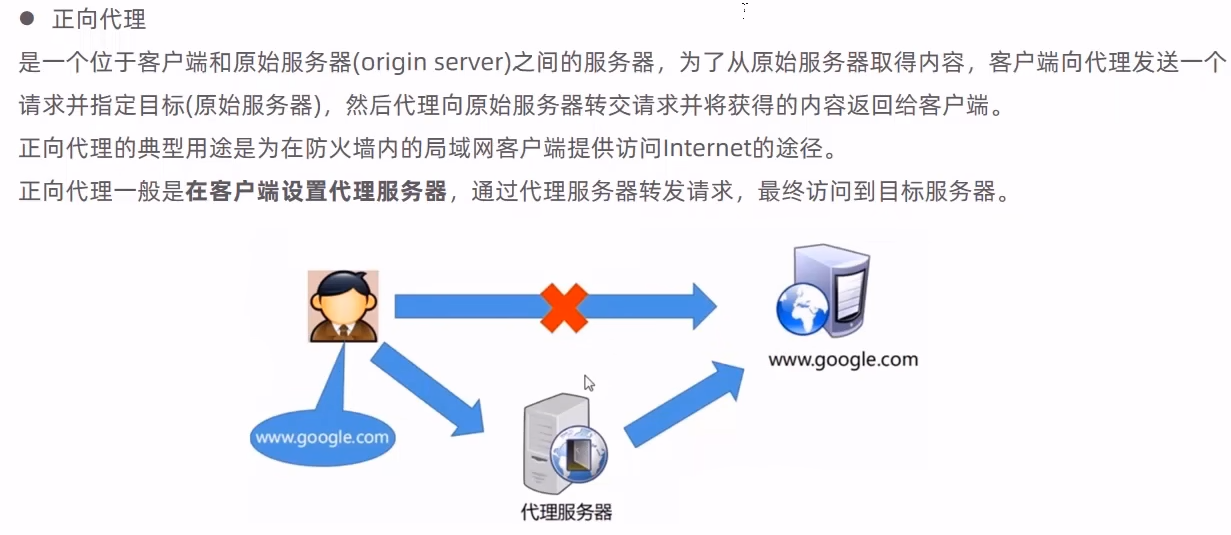 ● 正向代理
是一个位于客户端和原始服务器(origin server)之间的服务器，为了从原始服务器取得内容，客户端向代理发送一个
请求并指定目标(原始服务器)，然后代理向原始服务器转交请求并将获得的内容返回给客户端。
正向代理的典型用途是为在防火墙内的局域网客户端提供访问Internet的途径。
正向代理一般是在客户端设置代理服务器，通过代理服务器转发请求，最终访问到目标服务器。
www.google.com
www.google.com
代理服务器